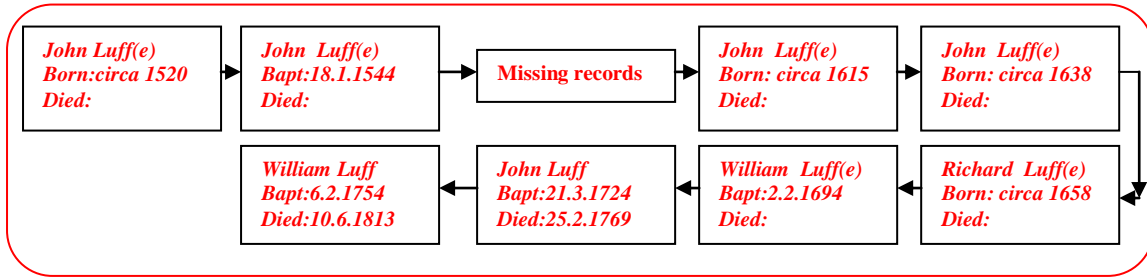 John Luff(e)
Born:circa 1520
Died:
John Luff(e)
Bapt:18.1.1544
Died:
Missing records
John Luff(e)
Born: circa 1615
Died:
John Luff(e)
Born: circa 1638
Died:
Richard Luff(e)
Born: circa 1658
Died:
William Luff(e)
Bapt:2.2.1694
Died:
John Luff
Bapt:21.3.1724
Died:25.2.1769
William Luff
Bapt:6.2.1754
Died:10.6.1813